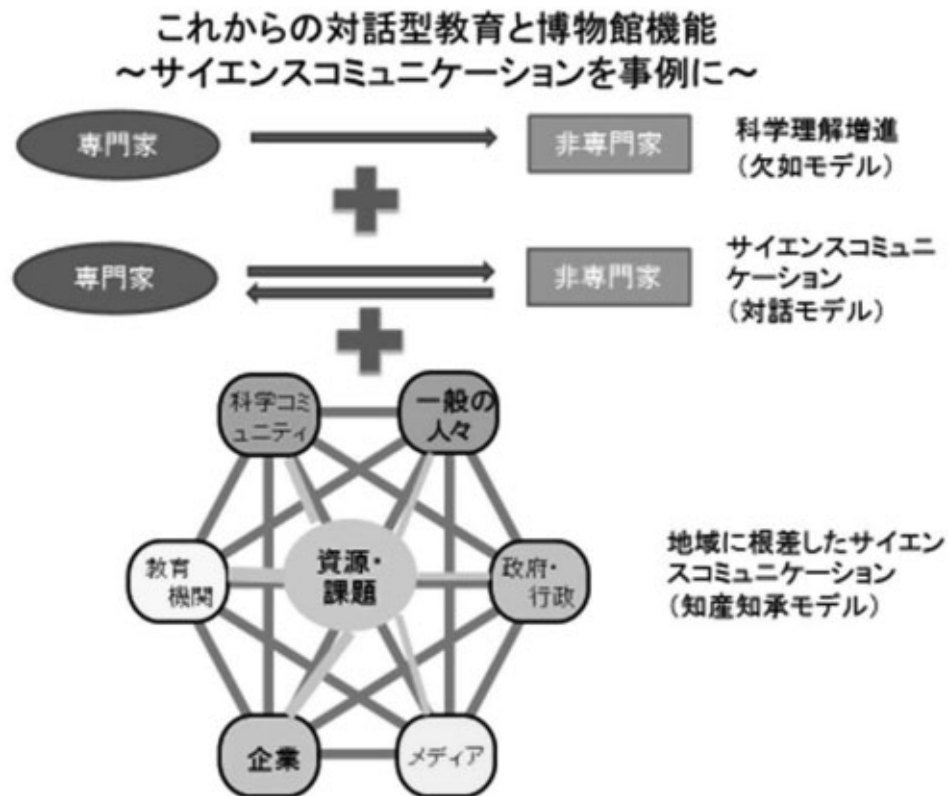 これからの対話型教育と博物館機能
～サイエンスコミュニケーションを事例に～
専門家
非専門家
科学理解増進
(欠如モデル)
専門家
非専門家
サイエンスコミュニ
ケーション
(対話モデル)
科学コミ
ュニティ
一般の
人々
教育
機関
資源・
課題
政府・
行政
地域に根差したサイエン
スコミュニケーション
(知産知承モデル)
企業
メディア